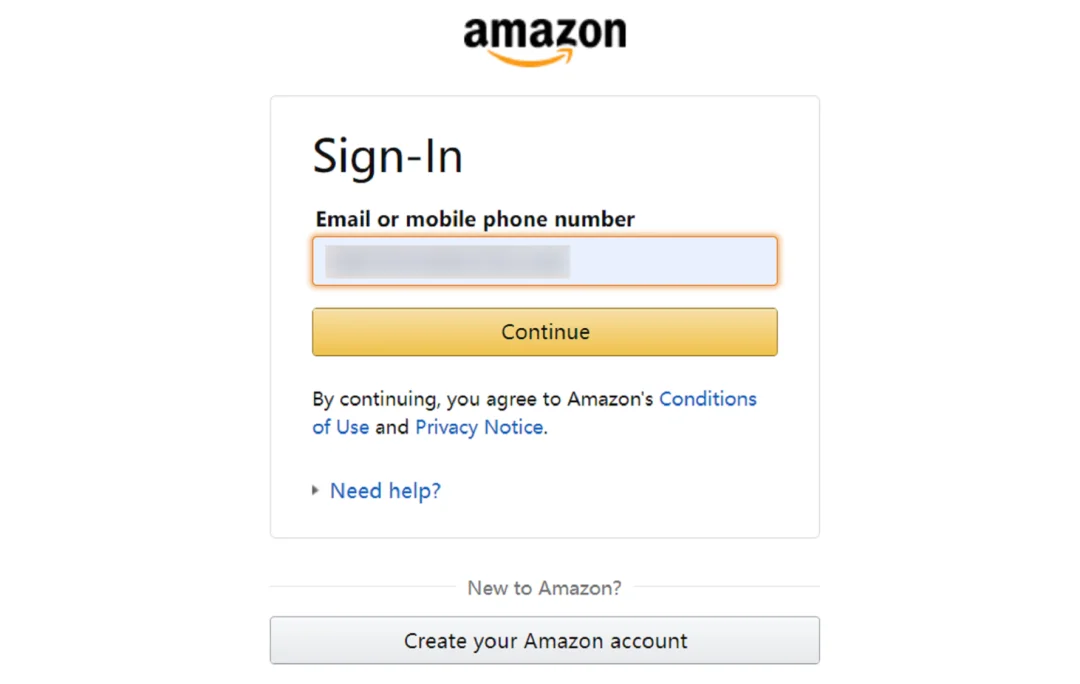 amazon
Sign-In
Email or mobile phone number
Continue
By continuing, you agree to Amazon's Conditions
of Use and Privacy Notice.
Need help?
New to Amazon?
Create your Amazon account